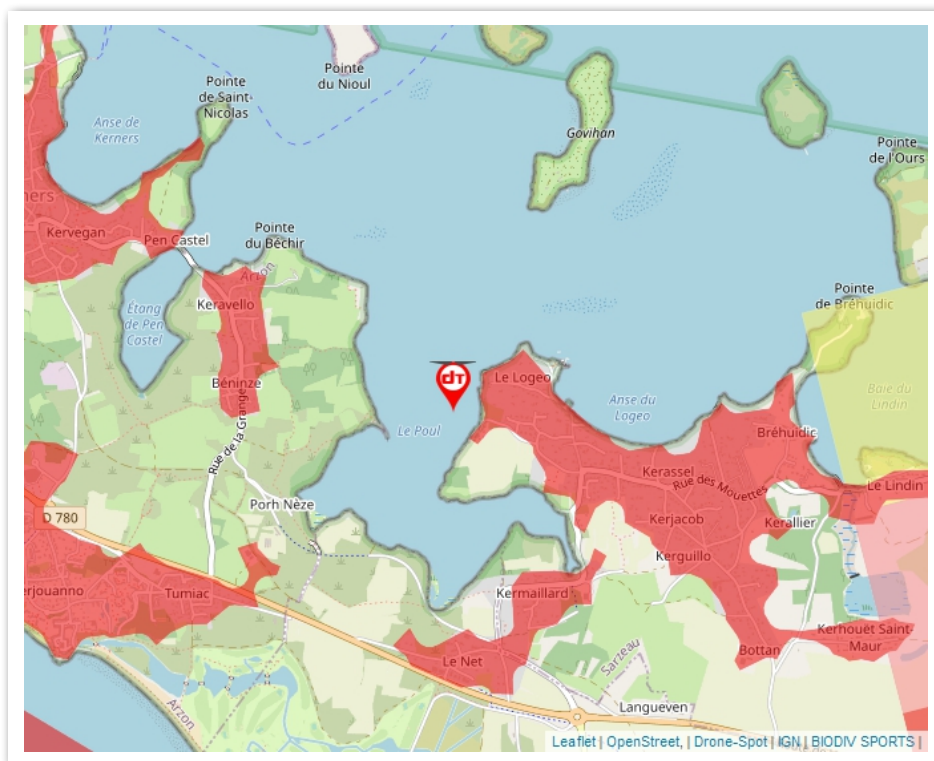 Pointe
du Nioul
Pointe
de Saint-
Nicolas
Anse de
Kerners
Govihan
Pointe
de l'Ours
ners
Kervegan
Pen Castel
Pointe
du Béchir
Arzon
Étang
de Pen
Castel
Keravello
Pointe
de Bréhuidic
dT
Le Logeo
Béninze
Anse du
Logeo
Baie du
Lindin
Rue de la Grange
Le Poul
Bréhuidic
Kerassel
Rue des Mouettes
Le Lindin
Porh Nèze
D 780
Kerjacob
Kerallier
Kerguillo
erjouanno
Tumiac
Kermaillard
Kerhouët Saint-
Maur
Le Net
Sarzeau
Bottan
Arzon
Langueven
Leaflet | OpenStreet, | Drone-Spot | IGN | BIODIV SPORTS |